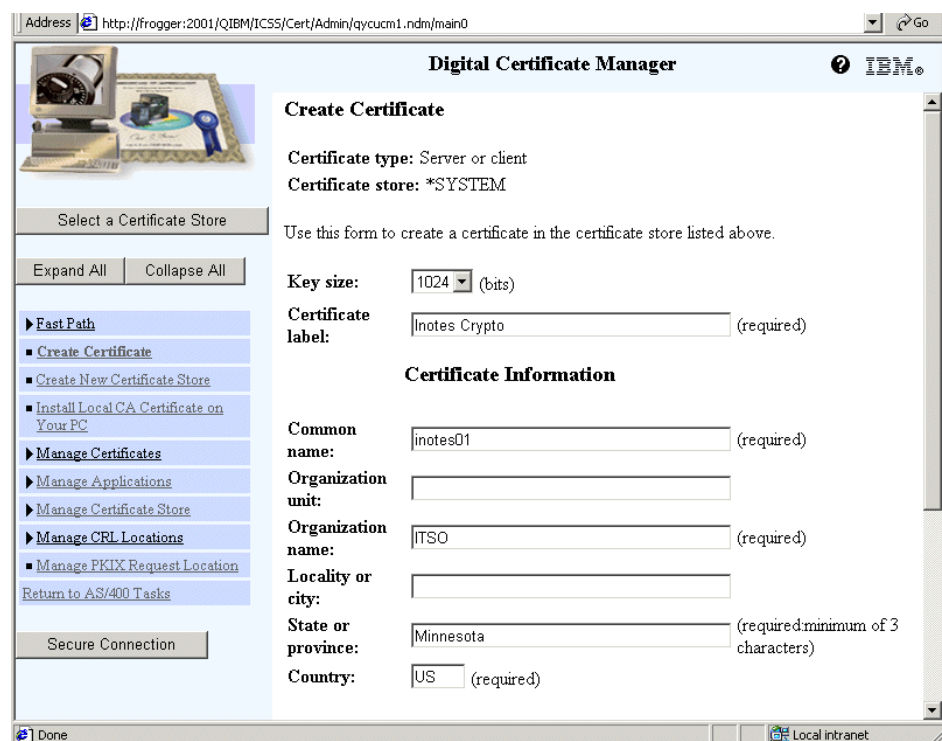 Address http://frogger:2001/QIBM/ICSS/Cert/Admin/qycucm1.ndm/main0
Go
Digital Certificate Manager
? IBM®
Select a Certificate Store
Expand All
Collapse All
Fast Path
Create Certificate
Create New Certificate Store
Install Local CA Certificate on
Your PC
Manage Certificates
Manage Applications
Manage Certificate Store
Manage CRL Locations
Manage PKIX Request Location
Return to AS/400 Tasks
Secure Connection
Create Certificate
Certificate type: Server or client
Certificate store: *SYSTEM
Use this form to create a certificate in the certificate store listed above.
Key size: 1024 (bits)
Certificate
label: Inotes Crypto (required)
Certificate Information
Common
name: inotes01 (required)
Organization
unit:
Organization
name: ITSO (required)
Locality or
city:
State or
province: Minnesota (required:minimum of 3
characters)
Country: US (required)
Done
Local intranet